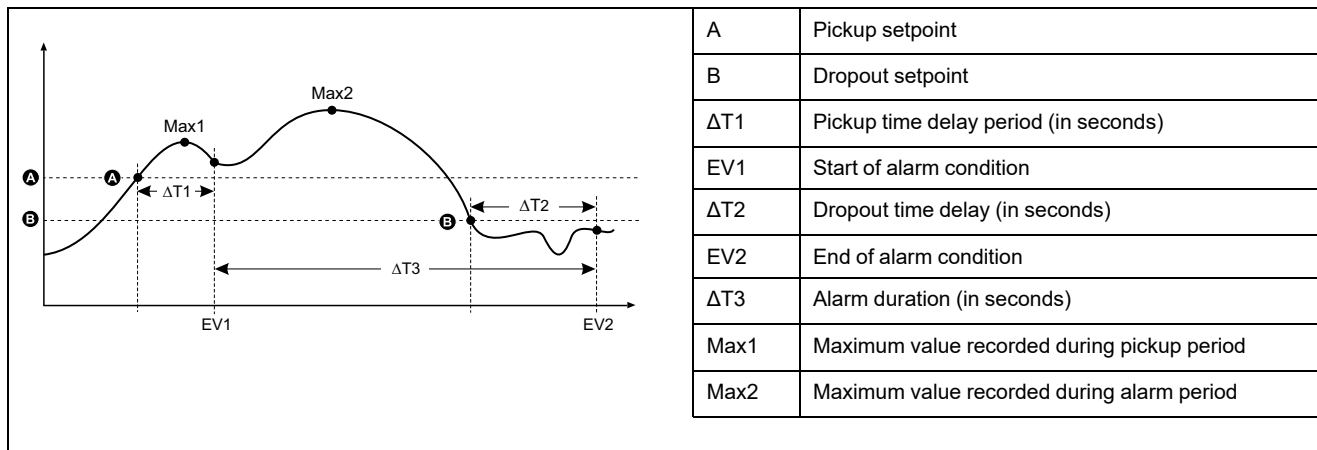 Max2
Max1
A
A
ΔT1
B
B
ΔT2
ΔT3
EV1
EV2
A Pickup setpoint
B Dropout setpoint
ΔT1 Pickup time delay period (in seconds)
EV1 Start of alarm condition
ΔT2 Dropout time delay (in seconds)
EV2 End of alarm condition
ΔT3 Alarm duration (in seconds)
Max1 Maximum value recorded during pickup period
Max2 Maximum value recorded during alarm period